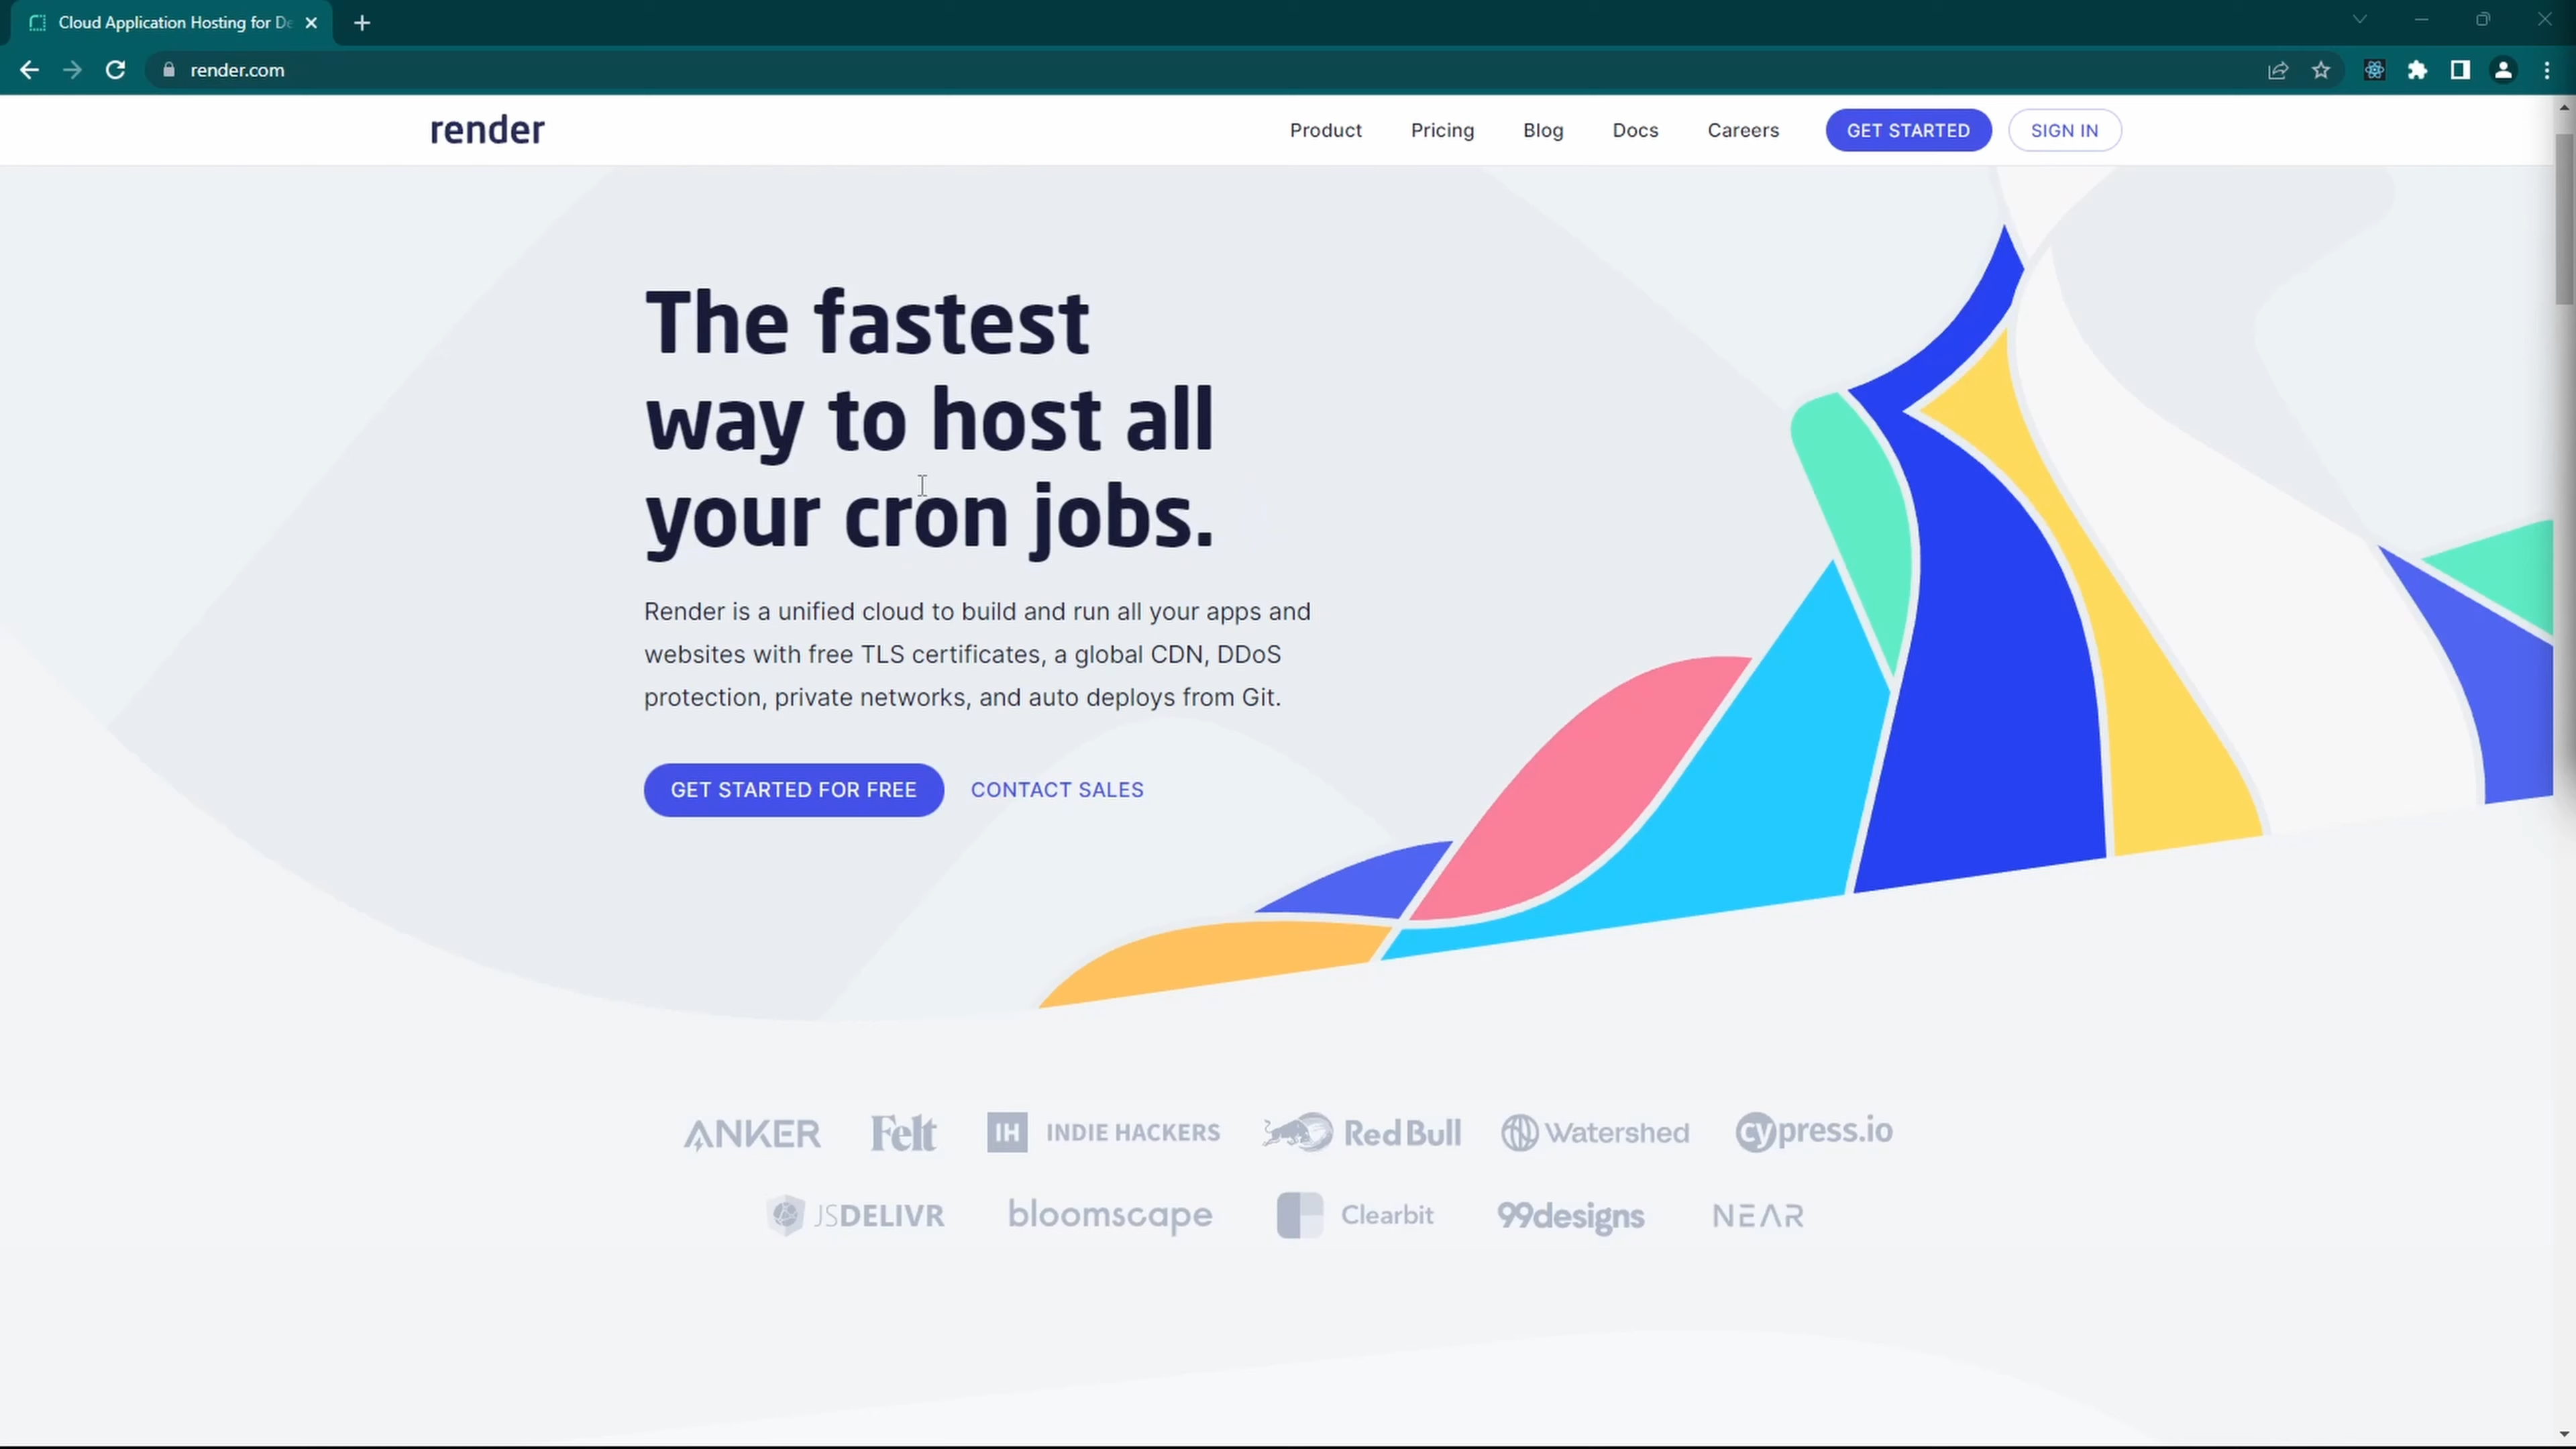 Cloud Application Hosting for De
render.com
render
Product
Pricing
Blog
Docs
Careers
GET STARTED
SIGN IN
The fastest
way to host all
your cron jobs.
Render is a unified cloud to build and run all your apps and
websites with free TLS certificates, a global CDN, DDoS
protection, private networks, and auto deploys from Git.
GET STARTED FOR FREE
CONTACT SALES
ANKER
Felt
IH INDIE HACKERS
Red Bull
Watershed
cypress.io
JSDELIVR
bloomscape
Clearbit
99designs
NEAR